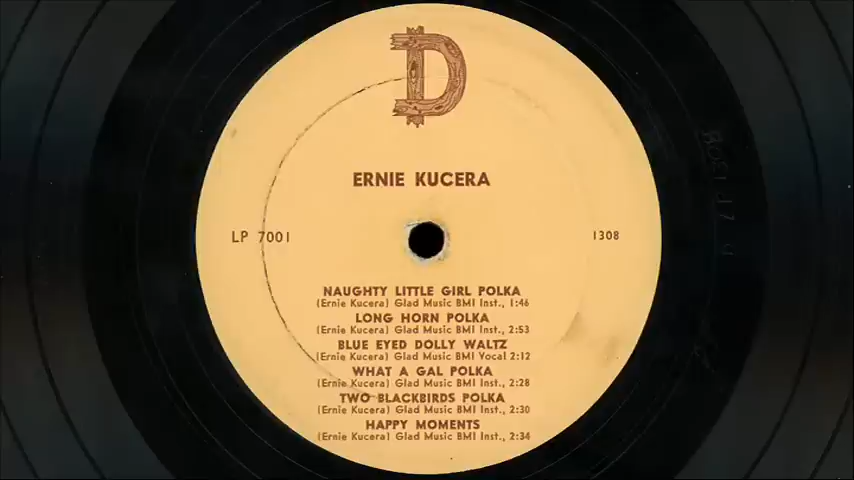 D
ERNIE KUCERA
LP 7001
1308
NAUGHTY LITTLE GIRL POLKA
(Ernie Kucera) Glad Music BMI Inst., 1:46
LONG HORN POLKA
(Ernie Kucera) Glad Music BMI Inst., 2:53
BLUE EYED DOLLY WALTZ
(Ernie Kucera) Glad Music BMI Vocal 2:12
WHAT A GAL POLKA
(Ernie Kucera) Glad Music BMI Inst., 2:28
TWO BLACKBIRDS POLKA
(Ernie Kucera) Glad Music BMI Inst., 2:30
HAPPY MOMENTS
(Ernie Kucera) Glad Music BMI Inst., 2:34